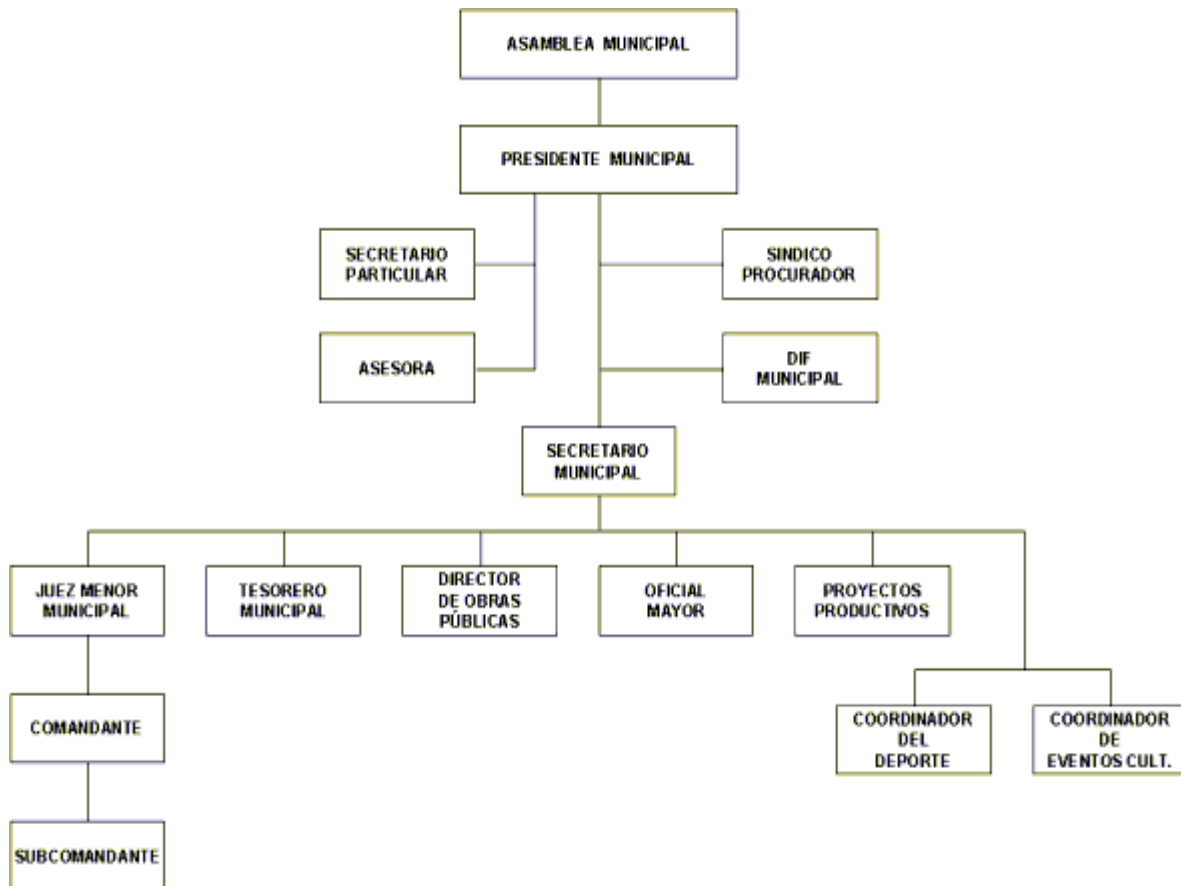 ASAMBLEA MUNICIPAL
PRESIDENTE MUNICIPAL
SECRETARIO
PARTICULAR
SINDICO
PROCURADOR
ASESORA
DIF
MUNICIPAL
SECRETARIO
MUNICIPAL
JUEZ MENOR
MUNICIPAL
TESORERO
MUNICIPAL
DIRECTOR
DE OBRAS
PÚBLICAS
OFICIAL
MAYOR
PROYECTOS
PRODUCTIVOS
COMANDANTE
COORDINADOR
DEL
DEPORTE
COORDINADOR
DE
EVENTOS CULT.
SUBCOMANDANTE